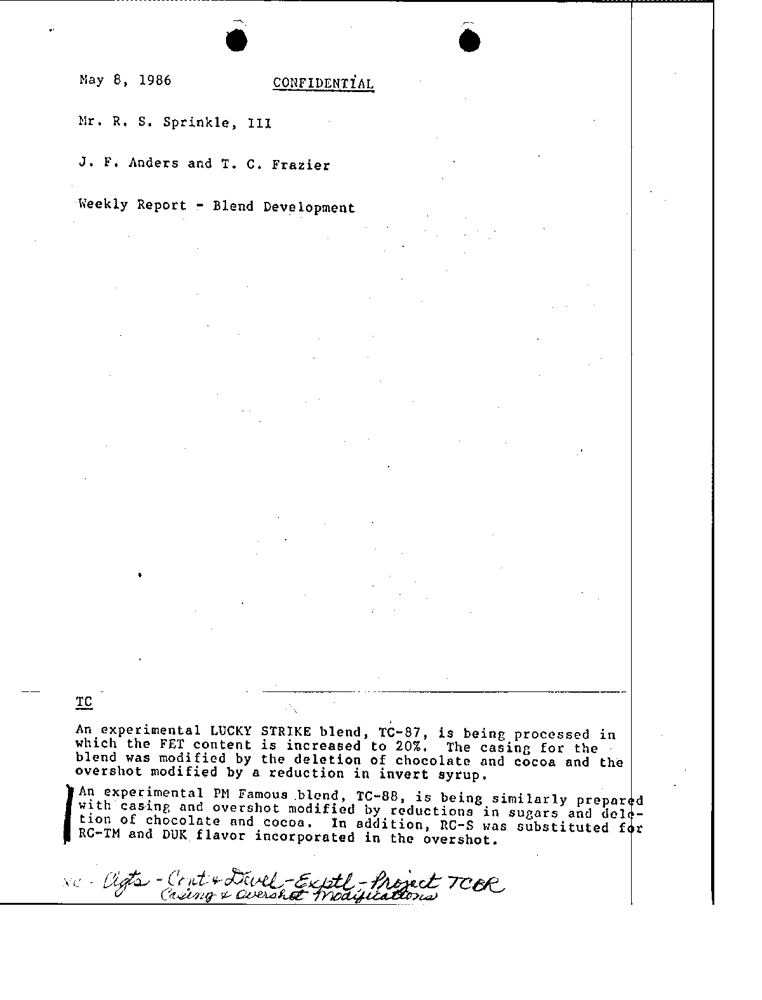 May 8, 1986 CONFIDENTIAL
Mr. R. S. Sprinkle, III
J. F. Anders and T. C. Frazier
Weekly Report - Blend Development
TC
An experimental LUCKY STRIKE blend, TC-87, is being processed in
which the FET content is increased to 20%. The casing for the
blend was modified by the deletion of chocolate and cocoa and the
overshot modified by a reduction in invert syrup.
An experimental PM Famous blend, TC-88, is being similarly prepared
with casing and overshot modified by reductions in sugars and dele-
tion of chocolate and cocoa. In addition, RC-S was substituted for
RC-TM and DUK flavor incorporated in the overshot.
xc - Cigts - Cont + Devel - Exptl - Project TCER
Casing & Overshot Modifications